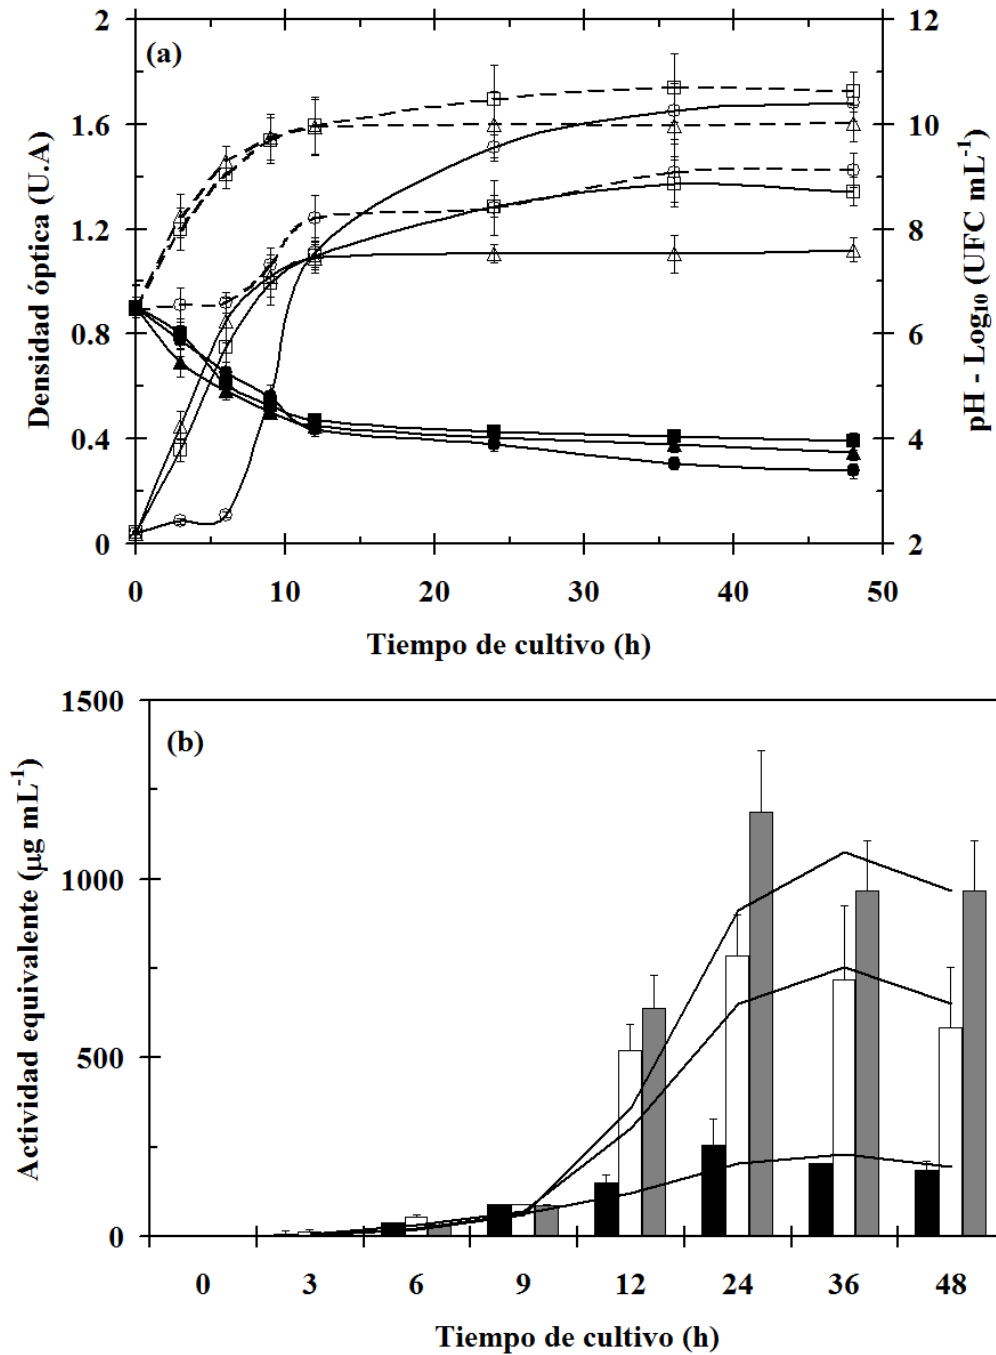 (a)
Densidad óptica (U.A)
2
1.6
1.2
0.8
0.4
0
12
10
8
6
4
2
pH - Log₁₀ (UFC mL⁻¹)
0 10 20 30 40 50
Tiempo de cultivo (h)
(b)
Actividad equivalente (μg mL⁻¹)
1500
1000
500
0
0 3 6 9 12 24 36 48
Tiempo de cultivo (h)